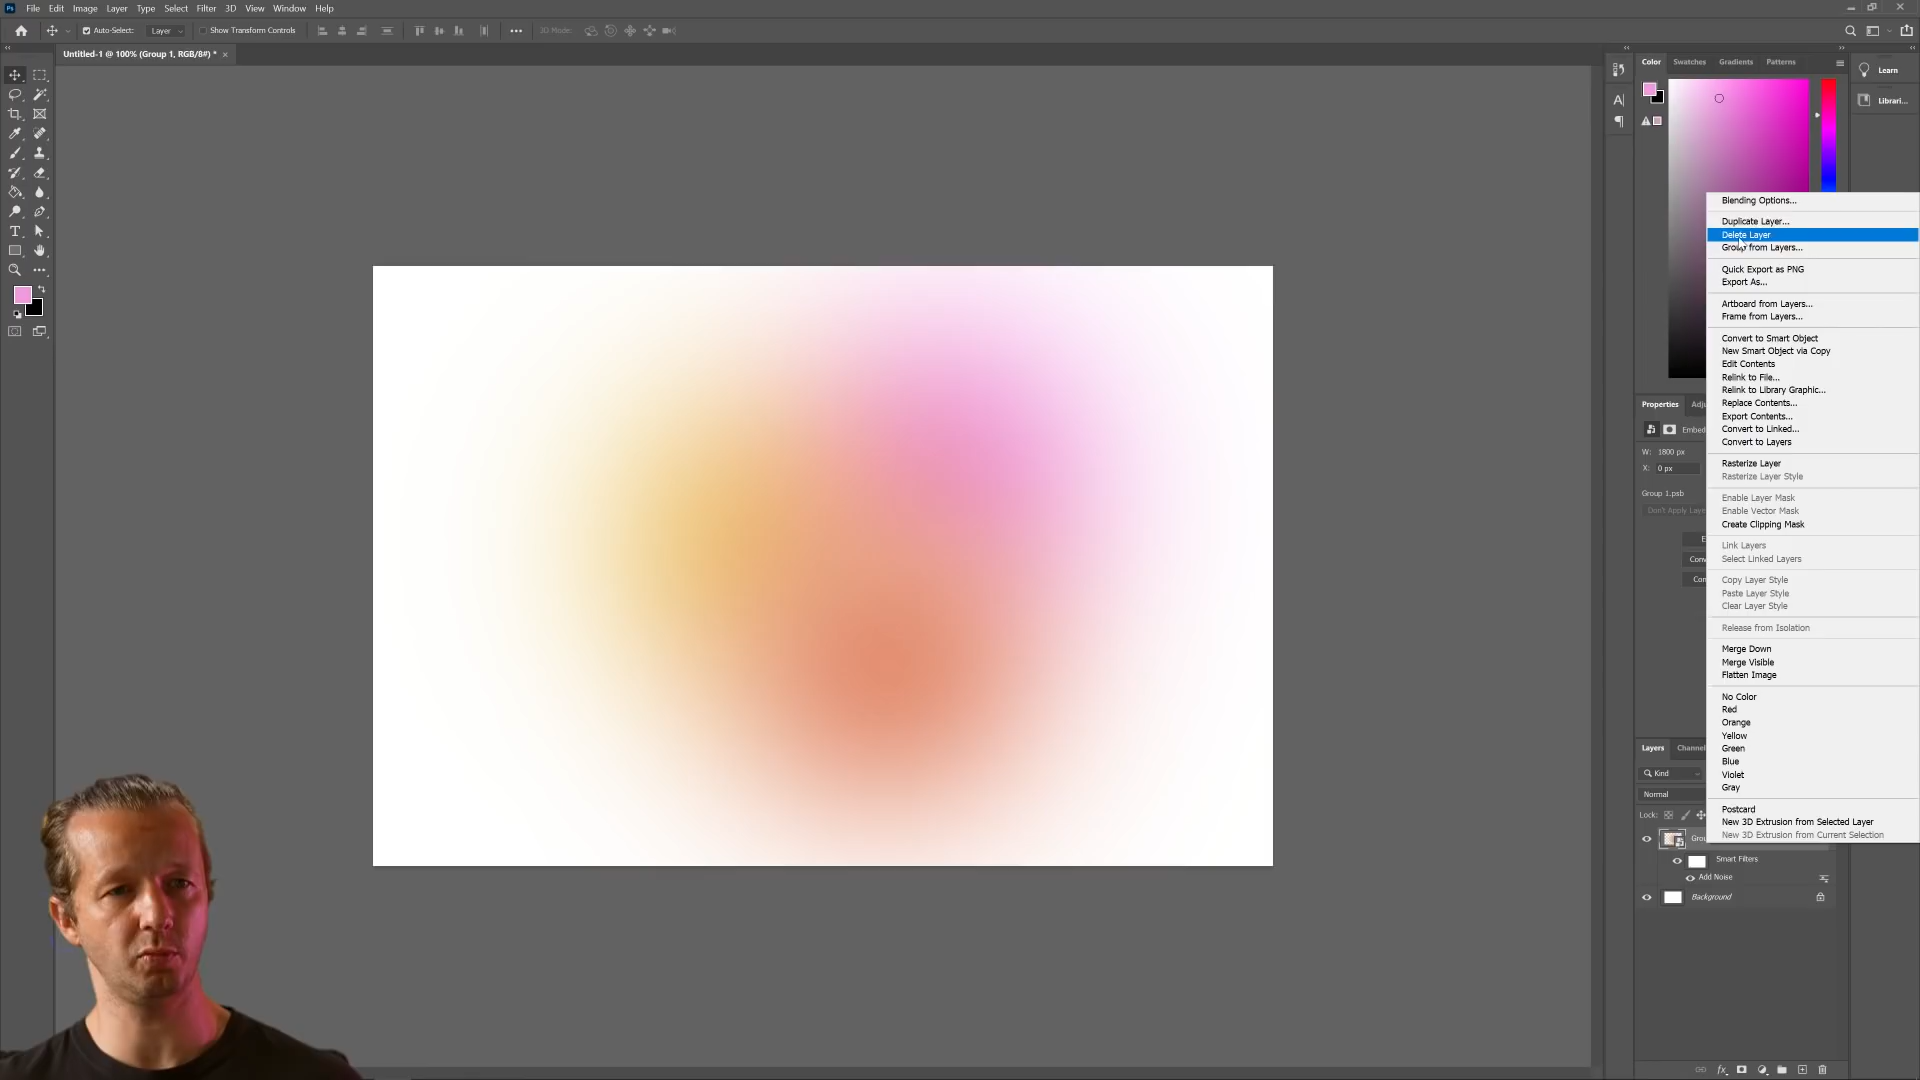 Ps File Edit Image Layer Type Select Filter 3D View Window Help
Auto-Select: Layer Show Transform Controls ••• 3D Mode:
Untitled-1 @ 100% (Group 1, RGB/8#) * ×
Color Swatches Gradients Patterns
Learn
Librari...
Blending Options...
Duplicate Layer...
Delete Layer
Group from Layers...
Quick Export as PNG
Export As...
Artboard from Layers...
Frame from Layers...
Convert to Smart Object
New Smart Object via Copy
Edit Contents
Relink to File...
Relink to Library Graphic...
Replace Contents...
Export Contents...
Convert to Linked...
Convert to Layers
Rasterize Layer
Rasterize Layer Style
Enable Layer Mask
Enable Vector Mask
Create Clipping Mask
Link Layers
Select Linked Layers
Copy Layer Style
Paste Layer Style
Clear Layer Style
Release from Isolation
Merge Down
Merge Visible
Flatten Image
No Color
Red
Orange
Yellow
Green
Blue
Violet
Gray
Postcard
New 3D Extrusion from Selected Layer
New 3D Extrusion from Current Selection
Properties Adju
Embed
W: 1800 px
X: 0 px
Group 1.psb
Don't Apply Laye
E
Conv
Con
Layers Channel
Kind
Normal
Lock:
Grou
Smart Filters
Add Noise
Background
fx